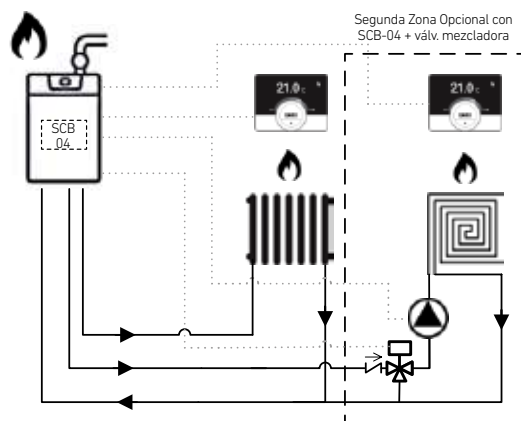 Segunda Zona Opcional con
SCB-04 + válv. mezcladora
21.0 c
21.0 c
SCB
04